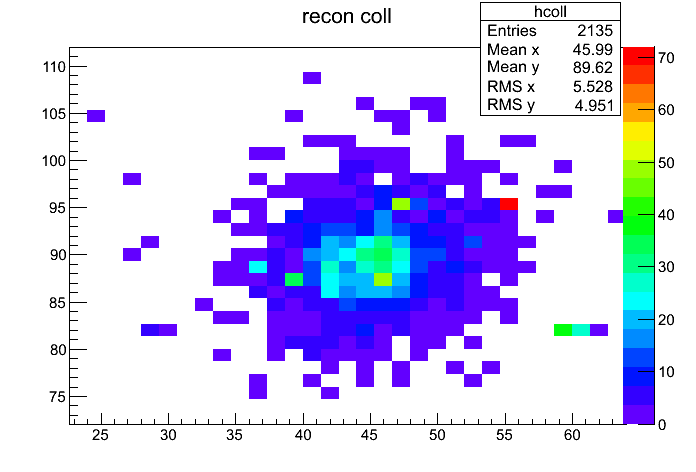 recon coll
hcoll
Entries 2135
Mean x 45.99
Mean y 89.62
RMS x 5.528
RMS y 4.951
110
105
100
95
90
85
80
75
25 30 35 40 45 50 55 60
70
60
50
40
30
20
10
0